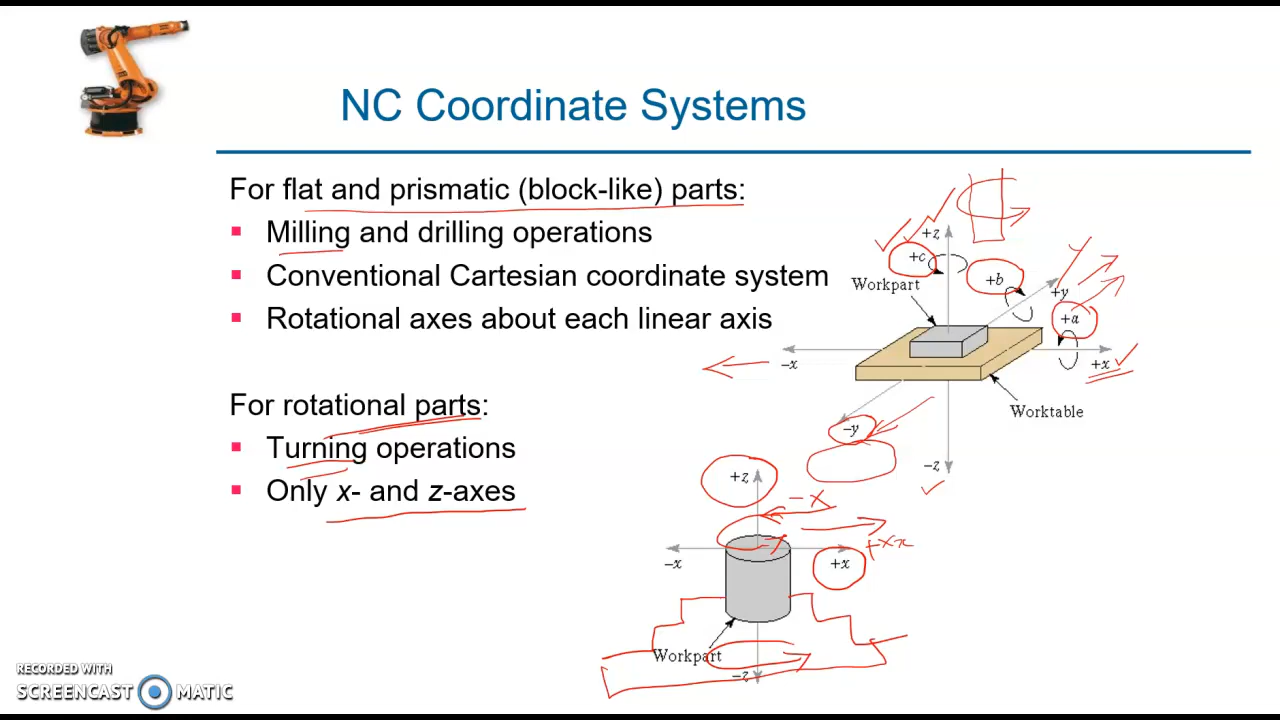 NC Coordinate Systems
For flat and prismatic (block-like) parts:
▪ Milling and drilling operations
▪ Conventional Cartesian coordinate system
▪ Rotational axes about each linear axis
For rotational parts:
▪ Turning operations
▪ Only x- and z-axes
+z
+c
+b
Workpart
y
+y
+a
-x
+x
Worktable
-y
-z
+z
-x
-x
+x
+x
Workpart
-z
RECORDED WITH
SCREENCAST MATIC